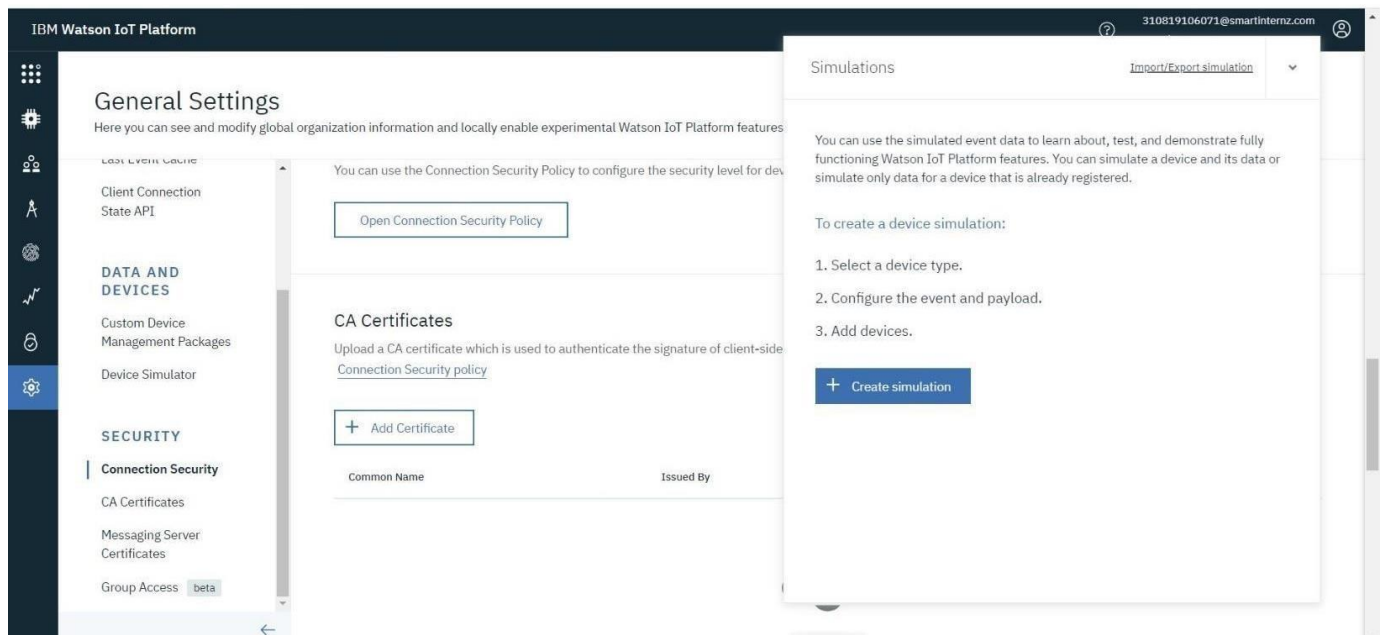 IBM Watson IoT Platform
310819106071@smartinternz.com
General Settings
Here you can see and modify global organization information and locally enable experimental Watson IoT Platform features
Last Event Cache
Client Connection
State API
DATA AND
DEVICES
Custom Device
Management Packages
Device Simulator
SECURITY
Connection Security
CA Certificates
Messaging Server
Certificates
Group Access beta
You can use the Connection Security Policy to configure the security level for dev
Open Connection Security Policy
CA Certificates
Upload a CA certificate which is used to authenticate the signature of client-side
Connection Security policy
+ Add Certificate
Common Name Issued By
Simulations Import/Export simulation
You can use the simulated event data to learn about, test, and demonstrate fully
functioning Watson IoT Platform features. You can simulate a device and its data or
simulate only data for a device that is already registered.
To create a device simulation:
1. Select a device type.
2. Configure the event and payload.
3. Add devices.
+ Create simulation